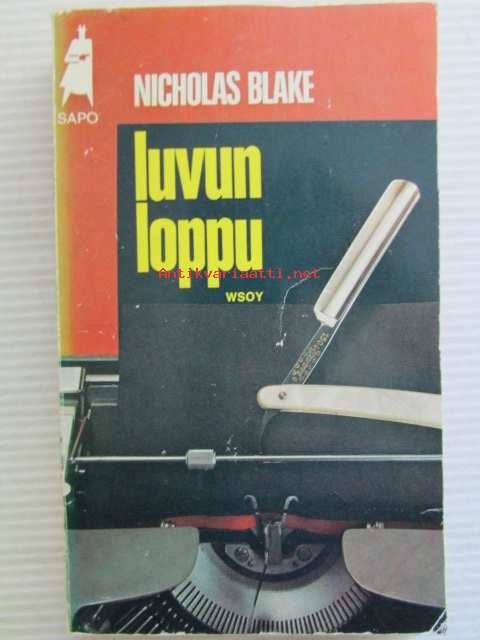 NICHOLAS BLAKE
SAPO
luvun
loppu
Antikvariaatti.net
WSOY